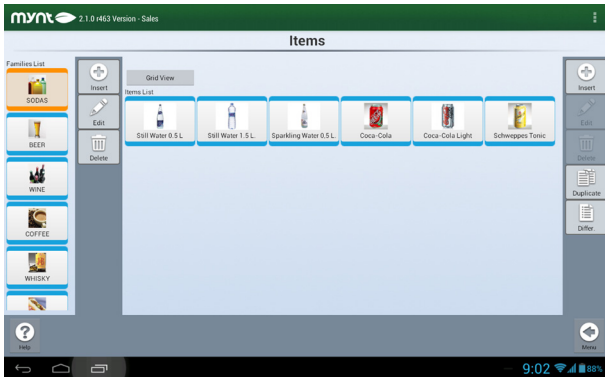 mynt 2.1.0 r463 Version - Sales
Items
Families List
SODAS
BEER
WINE
COFFEE
WHISKY
Insert
Edit
Delete
Grid View
Items List
Still Water 0.5 L
Still Water 1.5 L.
Sparkling Water 0.5 L.
Coca-Cola
Coca-Cola Light
Schweppes Tonic
Insert
Edit
Delete
Duplicate
Differ.
? Help
Menu
9:02 88%